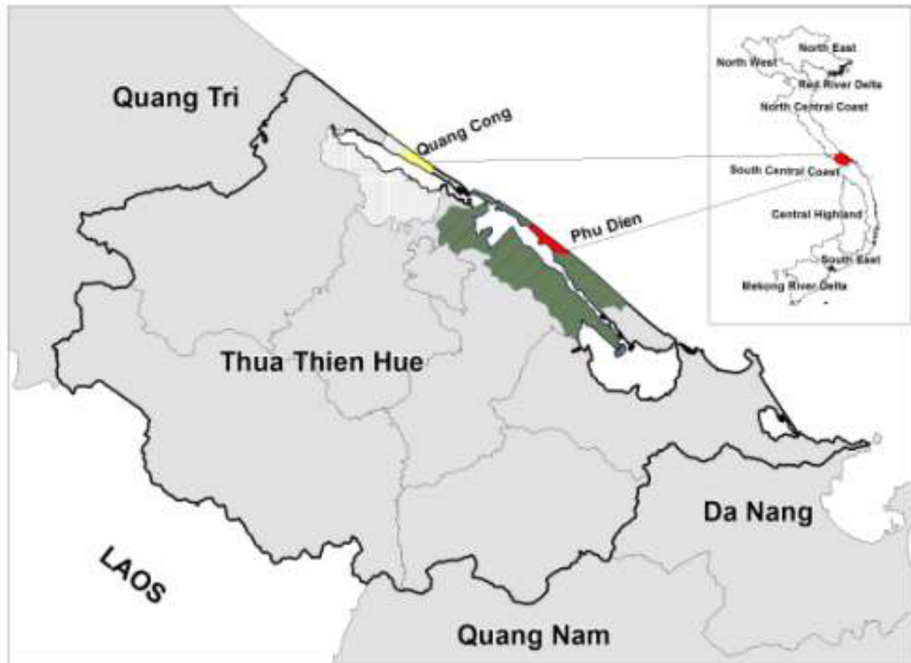 Quang Tri
Quang Cong
Phu Dien
Thua Thien Hue
Da Nang
LAOS
Quang Nam
North East
North West
Red River Delta
North Central Coast
South Central Coast
Central Highland
South East
Mekong River Delta